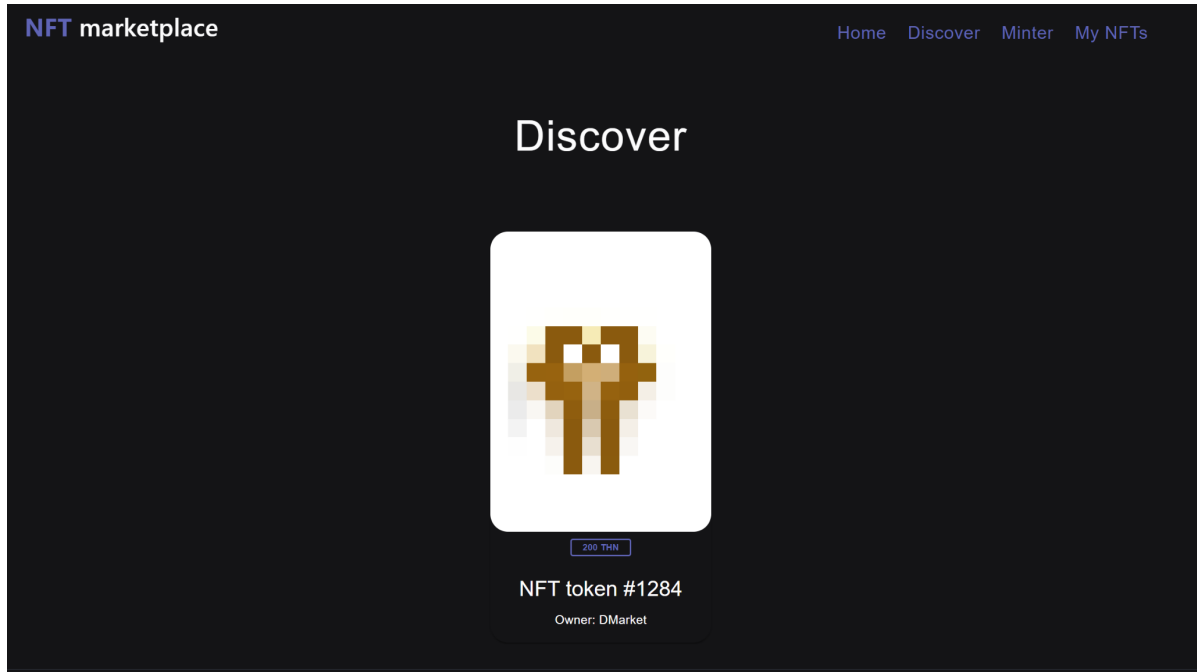 NFT marketplace
Home Discover Minter My NFTs
Discover
200 THN
NFT token #1284
Owner: DMarket